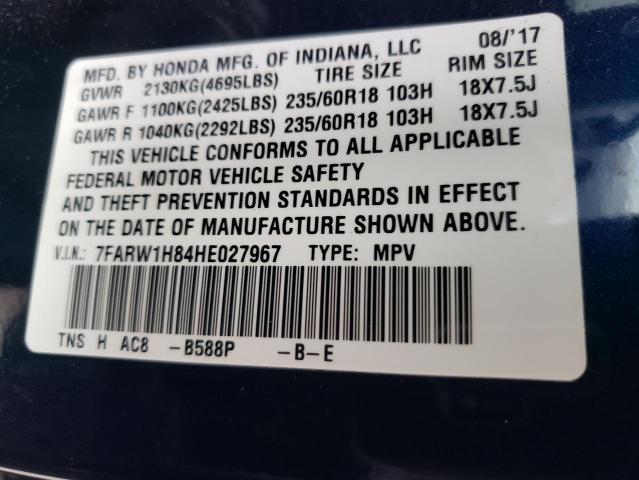 MFD. BY HONDA MFG. OF INDIANA, LLC 08/'17
GVWR 2130KG(4695LBS) TIRE SIZE RIM SIZE
GAWR F 1100KG(2425LBS) 235/60R18 103H 18X7.5J
GAWR R 1040KG(2292LBS) 235/60R18 103H 18X7.5J
THIS VEHICLE CONFORMS TO ALL APPLICABLE
FEDERAL MOTOR VEHICLE SAFETY
AND THEFT PREVENTION STANDARDS IN EFFECT
ON THE DATE OF MANUFACTURE SHOWN ABOVE.
V.I.N.: 7FARW1H84HE027967 TYPE: MPV
TNS H AC8 -B588P -B-E